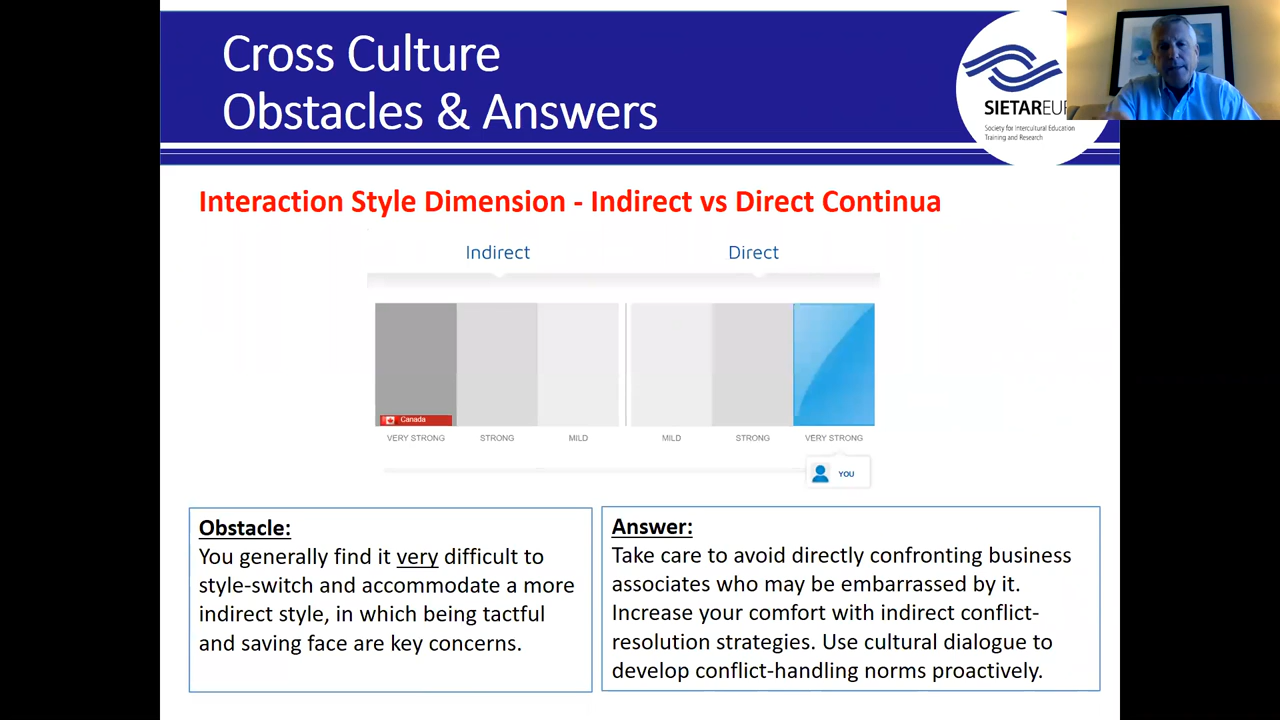 Cross Culture
Obstacles & Answers
SIETAREU
Society for Intercultural Education
Training and Research
Interaction Style Dimension - Indirect vs Direct Continua
Indirect
Direct
Canada
VERY STRONG
STRONG
MILD
MILD
STRONG
VERY STRONG
YOU
Obstacle:
You generally find it very difficult to
style-switch and accommodate a more
indirect style, in which being tactful
and saving face are key concerns.
Answer:
Take care to avoid directly confronting business
associates who may be embarrassed by it.
Increase your comfort with indirect conflict-
resolution strategies. Use cultural dialogue to
develop conflict-handling norms proactively.